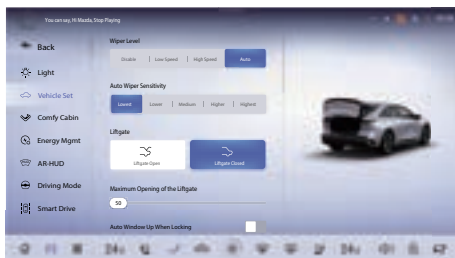 You can say, Hi Mazda, Stop Playing
Back
Light
Vehicle Set
Comfy Cabin
Energy Mgmt
AR-HUD
Driving Mode
Smart Drive
Wiper Level
Disable
Low Speed
High Speed
Auto
Auto Wiper Sensitivity
Lowest
Lower
Medium
Higher
Highest
Liftgate
Liftgate Open
Liftgate Closed
Maximum Opening of the Liftgate
50
Auto Window Up When Locking